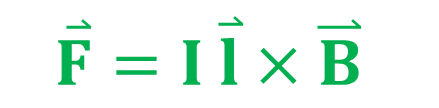 F⃗ = I l⃗ × B⃗